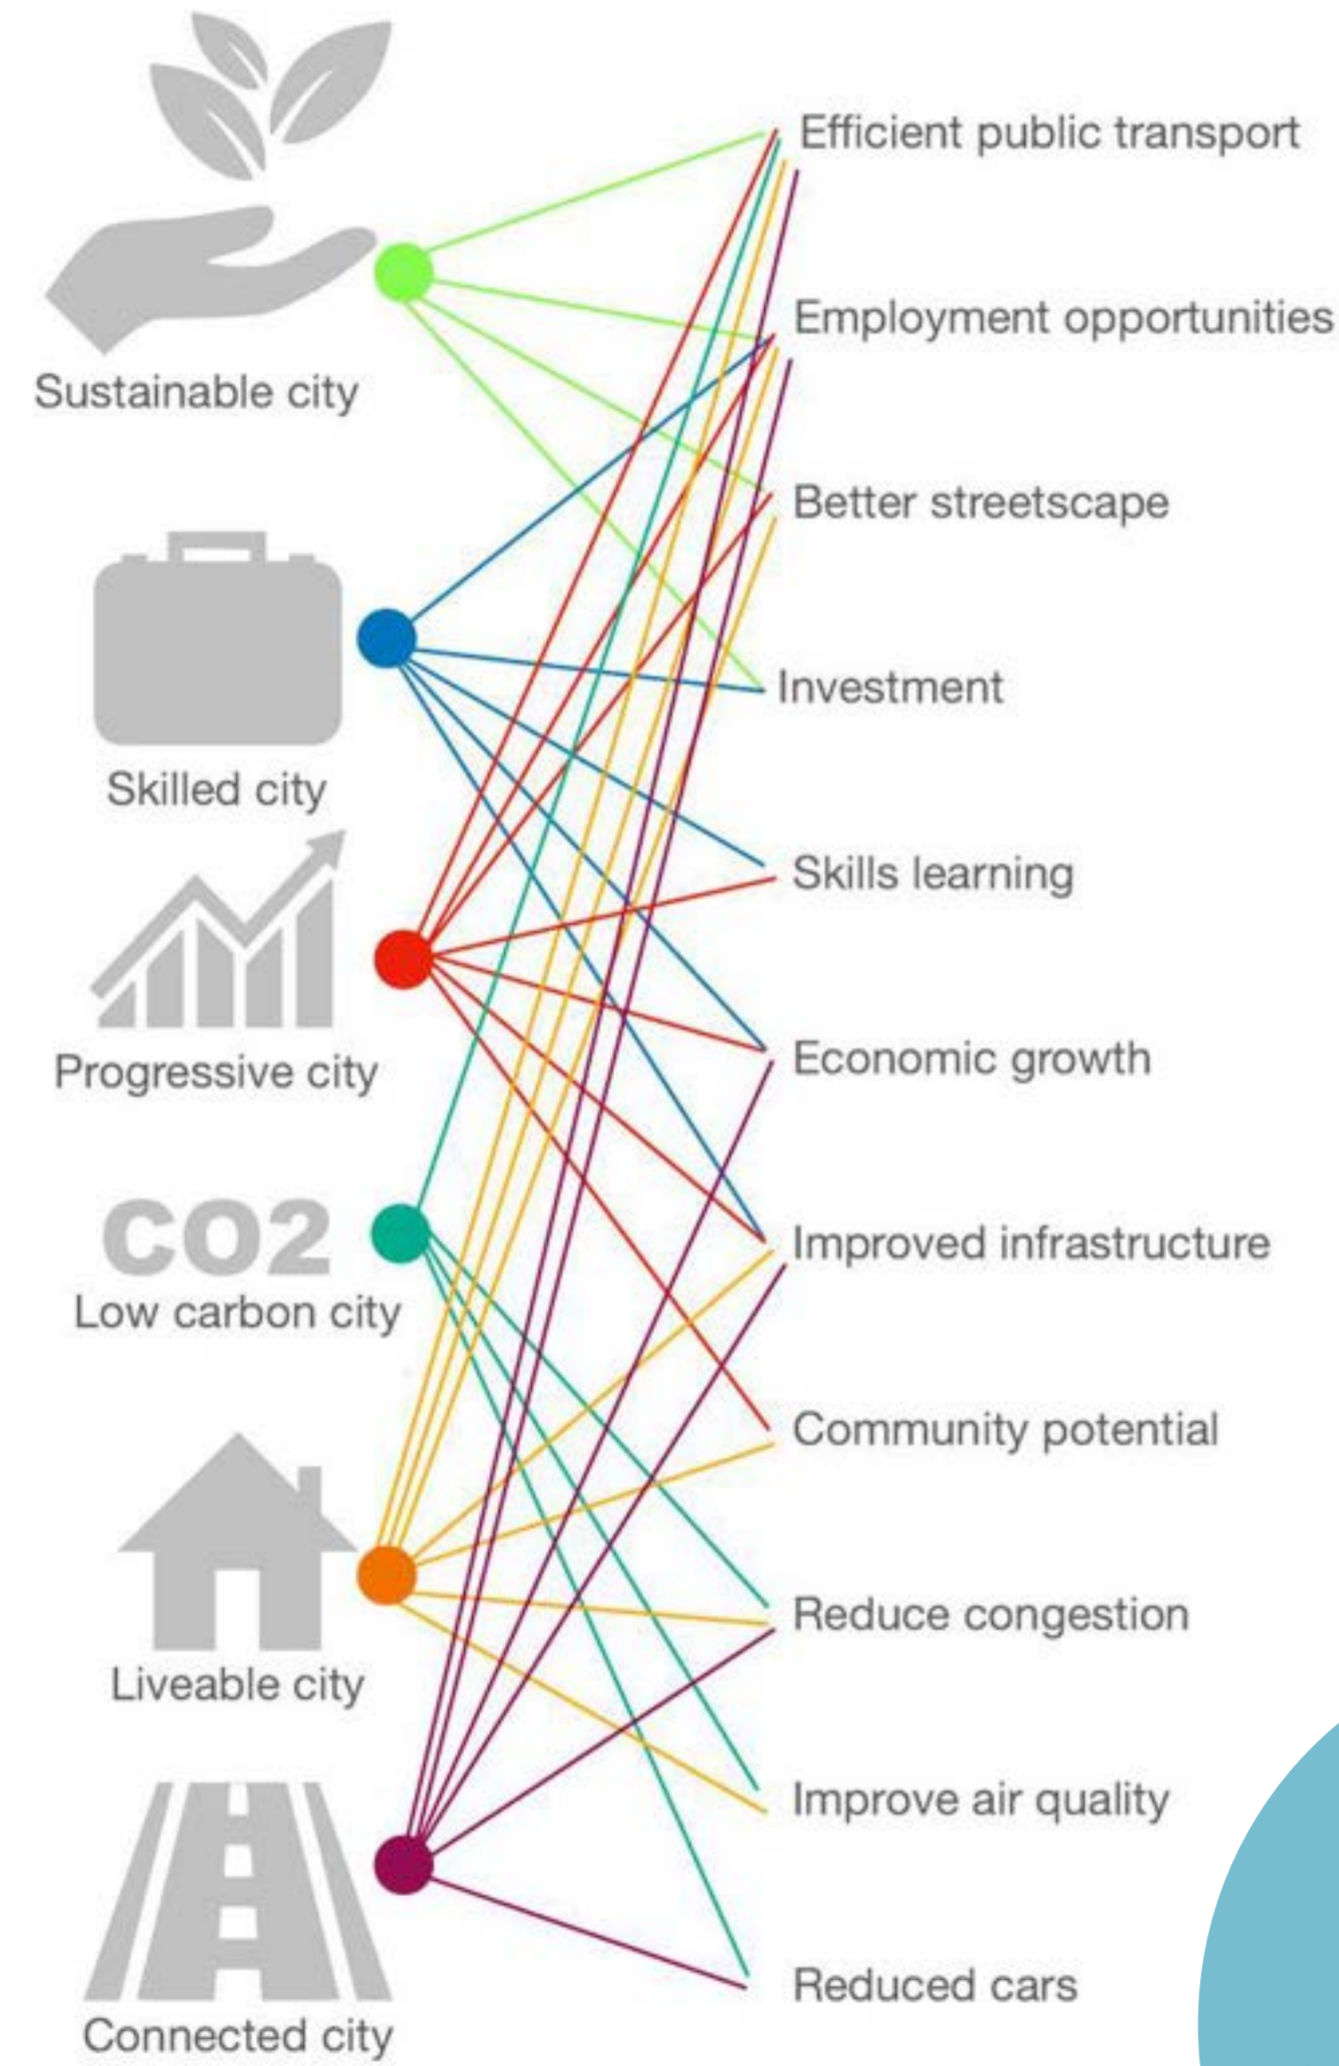 Sustainable city
Skilled city
Progressive city
CO2
Low carbon city
Liveable city
Connected city
Efficient public transport
Employment opportunities
Better streetscape
Investment
Skills learning
Economic growth
Improved infrastructure
Community potential
Reduce congestion
Improve air quality
Reduced cars